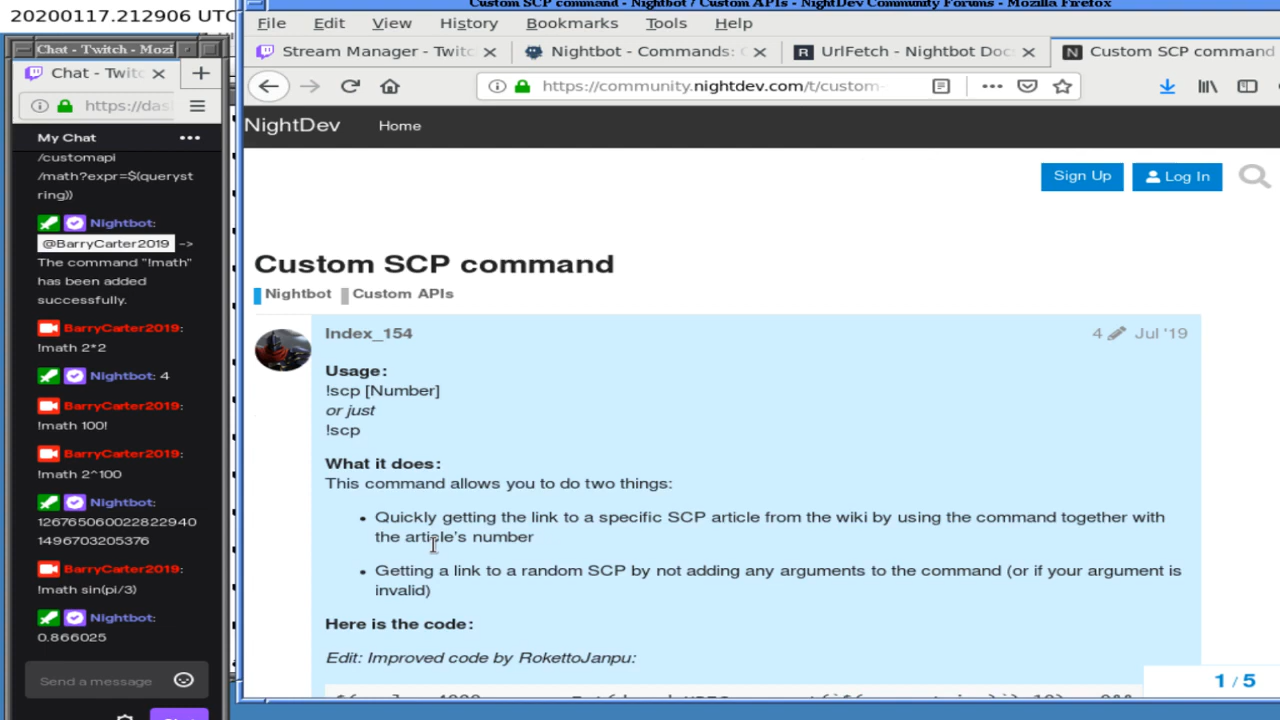 20200117.212906 UTC
Custom SCP command - Nightbot / Custom APIs - NightDev Community Forums - Mozilla Firefox
File Edit View History Bookmarks Tools Help
Chat - Twitch - Mozi
Chat - Twitc
Stream Manager - Twitc
Nightbot - Commands: C
UrlFetch - Nightbot Doc
Custom SCP command
https://das
https://community.nightdev.com/t/custom-
My Chat
/customapi
/math?expr=$(queryst
ring))
Nightbot:
@BarryCarter2019 ->
The command "!math"
has been added
successfully.
BarryCarter2019:
!math 2*2
Nightbot: 4
BarryCarter2019:
!math 100!
BarryCarter2019:
!math 2^100
Nightbot:
126765060022822940
1496703205376
BarryCarter2019:
!math sin(pi/3)
Nightbot:
0.866025
Send a message
NightDev Home
Sign Up Log In
Custom SCP command
Nightbot Custom APIs
Index_154 4 Jul '19
Usage:
!scp [Number]
or just
!scp
What it does:
This command allows you to do two things:
• Quickly getting the link to a specific SCP article from the wiki by using the command together with
the article's number
• Getting a link to a random SCP by not adding any arguments to the command (or if your argument is
invalid)
Here is the code:
Edit: Improved code by RokettoJanpu:
1 / 5